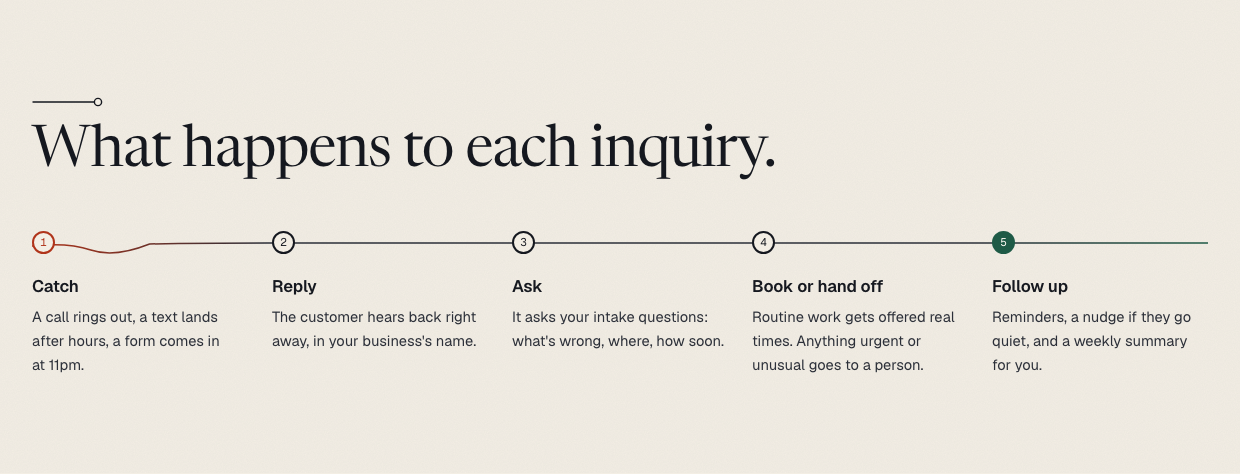 What happens to each inquiry.
1
2
3
4
5
Catch
A call rings out, a text lands
after hours, a form comes in
at 11pm.
Reply
The customer hears back right
away, in your business's name.
Ask
It asks your intake questions:
what's wrong, where, how soon.
Book or hand off
Routine work gets offered real
times. Anything urgent or
unusual goes to a person.
Follow up
Reminders, a nudge if they go
quiet, and a weekly summary
for you.